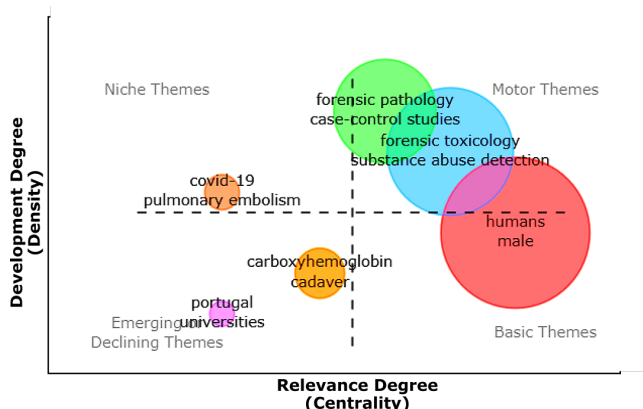 Niche Themes
Motor Themes
forensic pathology
case-control studies
forensic toxicology
substance abuse detection
covid-19
pulmonary embolism
humans
male
carboxyhemoglobin
cadaver
portugal
universities
Emerging or
Declining Themes
Basic Themes
Development Degree
(Density)
Relevance Degree
(Centrality)